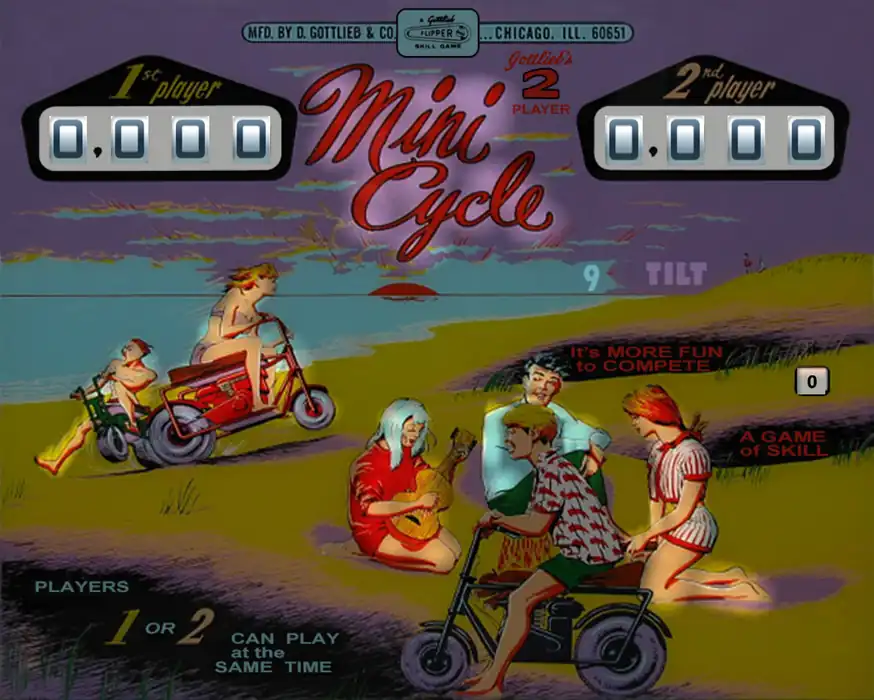 MFD. BY D. GOTTLIEB & CO. ... CHICAGO, ILL. 60651
a Gottlieb
FLIPPER
SKILL GAME
Gottlieb's
2
PLAYER
1st player
2nd player
0,000
0.000
Mini
Cycle
9 TILT
It's MORE FUN
to COMPETE
0
A GAME
of SKILL
PLAYERS
1 OR 2 CAN PLAY
at the
SAME TIME